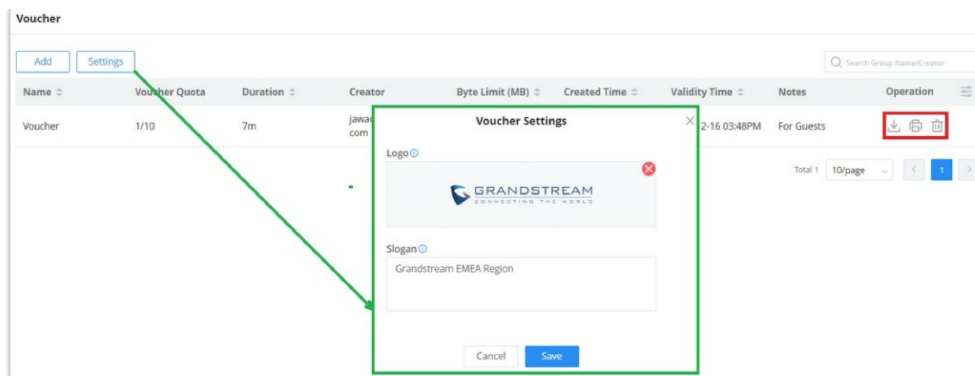 Voucher
Add Settings Search Group Name/Creator
Name Voucher Quota Duration Creator Byte Limit (MB) Created Time Validity Time Notes Operation
Voucher 1/10 7m jawad com 2-16 03:48PM For Guests
Total 1 10/page 1
Voucher Settings
Logo
GRANDSTREAM
CONNECTING THE WORLD
Slogan
Grandstream EMEA Region
Cancel Save